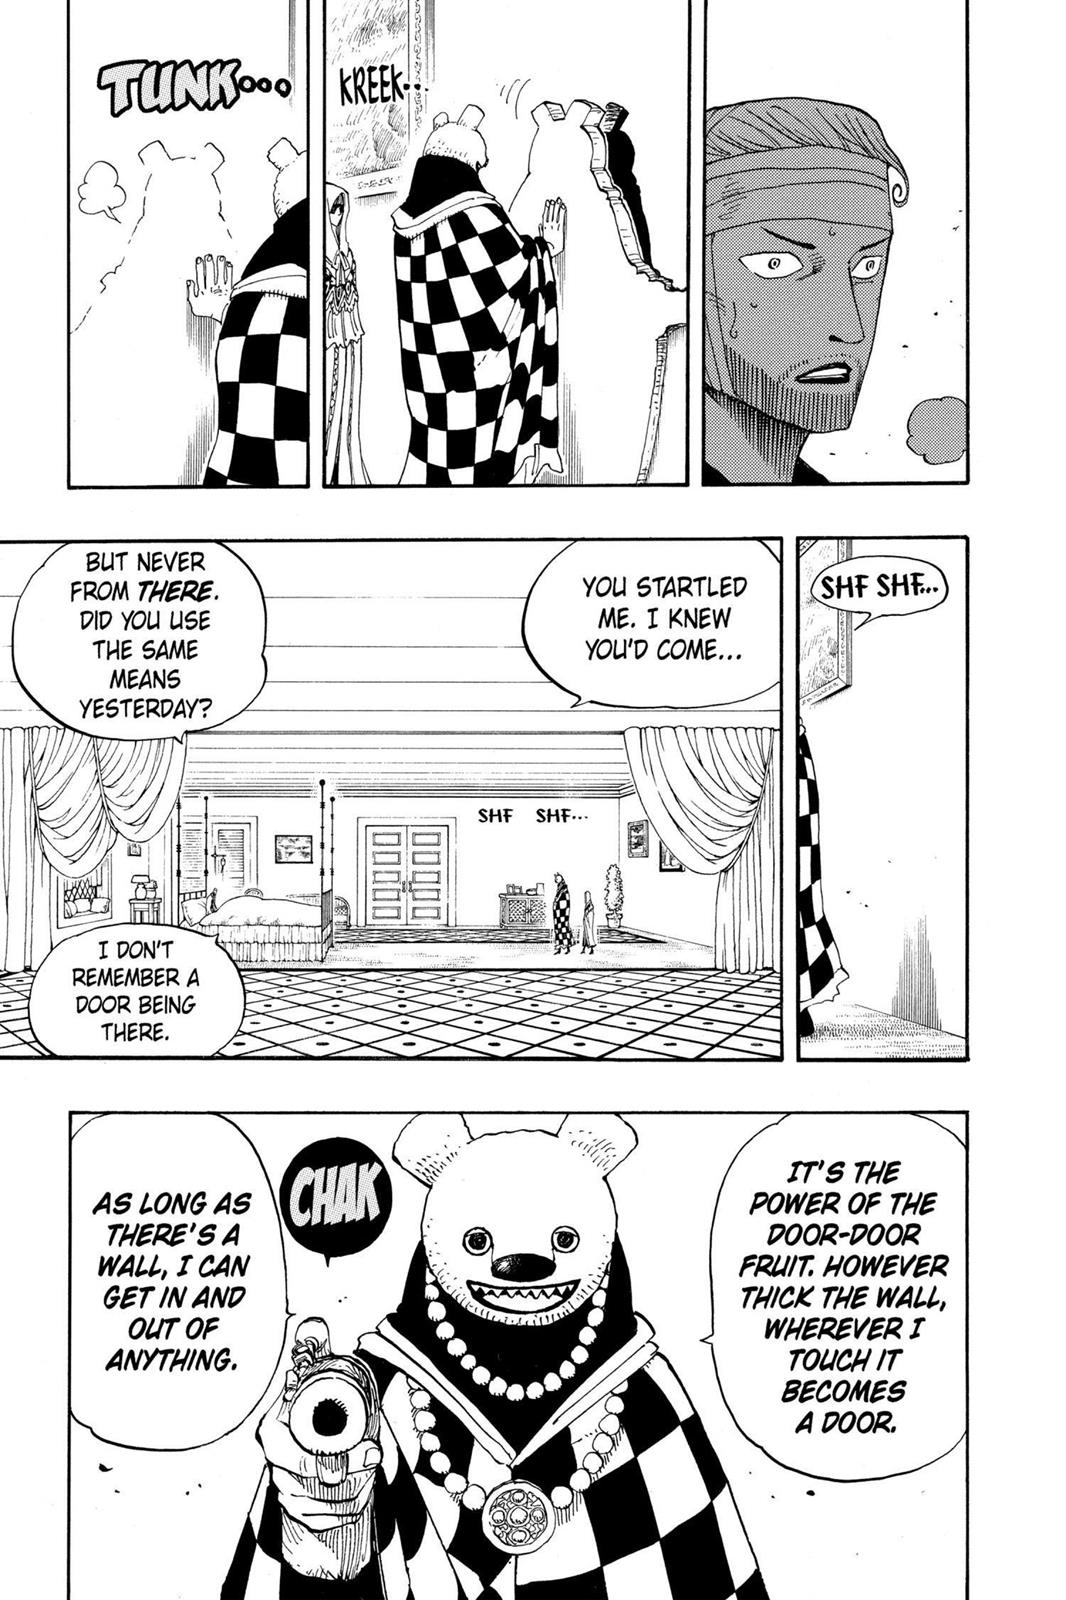 KREEK..
TUNK...
SHF SHF...
YOU STARTLED
ME. I KNEW
YOU'D COME...
BUT NEVER
FROM THERE.
DID YOU USE
THE SAME
MEANS
YESTERDAY?
SHF SHF...
I DON'T
REMEMBER A
DOOR BEING
THERE.
IT'S THE
POWER OF THE
DOOR-DOOR
FRUIT. HOWEVER
THICK THE WALL,
WHEREVER I
TOUCH IT
BECOMES
A DOOR.
CHAK
AS LONG AS
THERE'S A
WALL, I CAN
GET IN AND
OUT OF
ANYTHING.